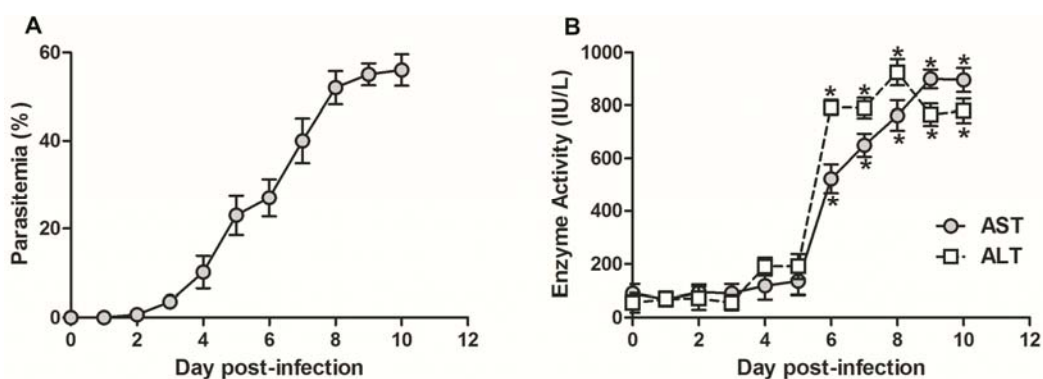 A
Parasitemia (%)
60
40
20
0
0 2 4 6 8 10 12
Day post-infection
B
Enzyme Activity (IU/L)
1000
800
600
400
200
0
0 2 4 6 8 10 12
Day post-infection
* * * * *
* * * * *
AST
ALT